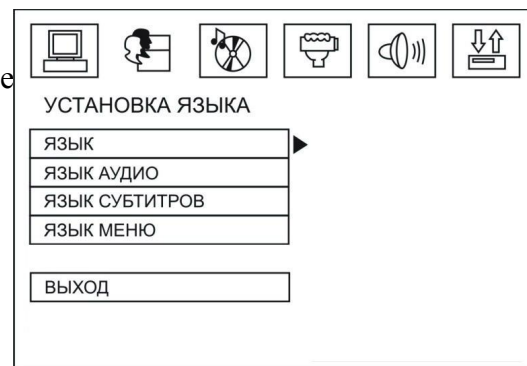 е
УСТАНОВКА ЯЗЫКА
ЯЗЫК
ЯЗЫК АУДИО
ЯЗЫК СУБТИТРОВ
ЯЗЫК МЕНЮ
ВЫХОД